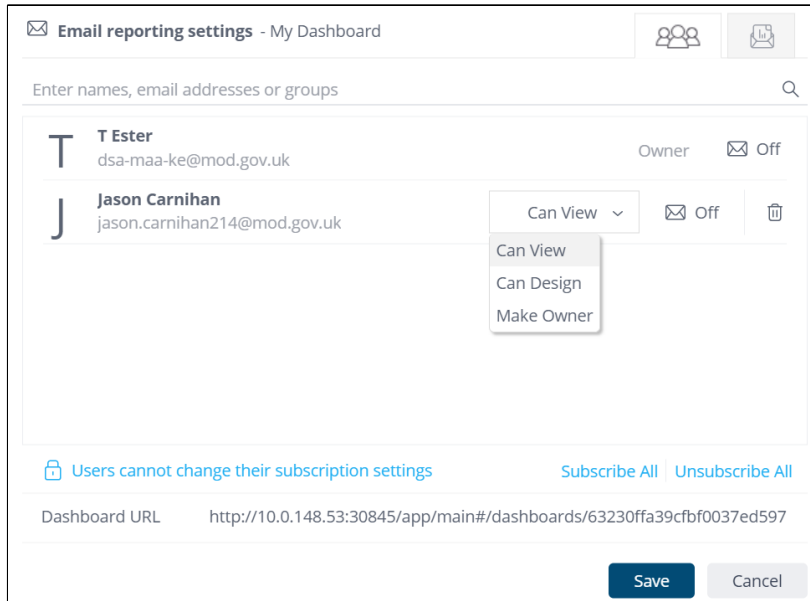 Email reporting settings - My Dashboard
Enter names, email addresses or groups
T
T Ester
dsa-maa-ke@mod.gov.uk
Owner
Off
J
Jason Carnihan
jason.carnihan214@mod.gov.uk
Can View
Off
Can View
Can Design
Make Owner
Users cannot change their subscription settings
Subscribe All
Unsubscribe All
Dashboard URL
http://10.0.148.53:30845/app/main#/dashboards/63230ffa39cfbf0037ed597
Save
Cancel